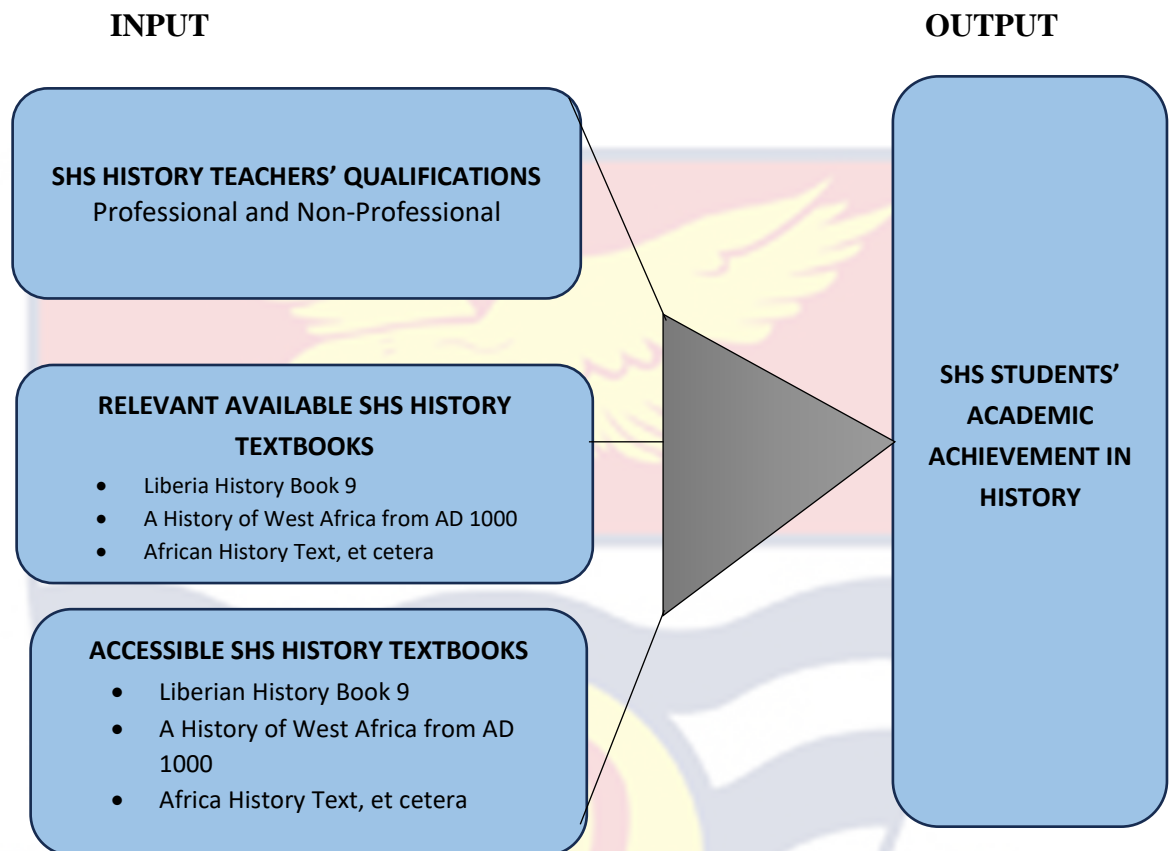 INPUT
OUTPUT
SHS HISTORY TEACHERS’ QUALIFICATIONS
Professional and Non-Professional
RELEVANT AVAILABLE SHS HISTORY
TEXTBOOKS
• Liberia History Book 9
• A History of West Africa from AD 1000
• African History Text, et cetera
ACCESSIBLE SHS HISTORY TEXTBOOKS
• Liberian History Book 9
• A History of West Africa from AD
1000
• Africa History Text, et cetera
SHS STUDENTS’
ACADEMIC
ACHIEVEMENT IN
HISTORY